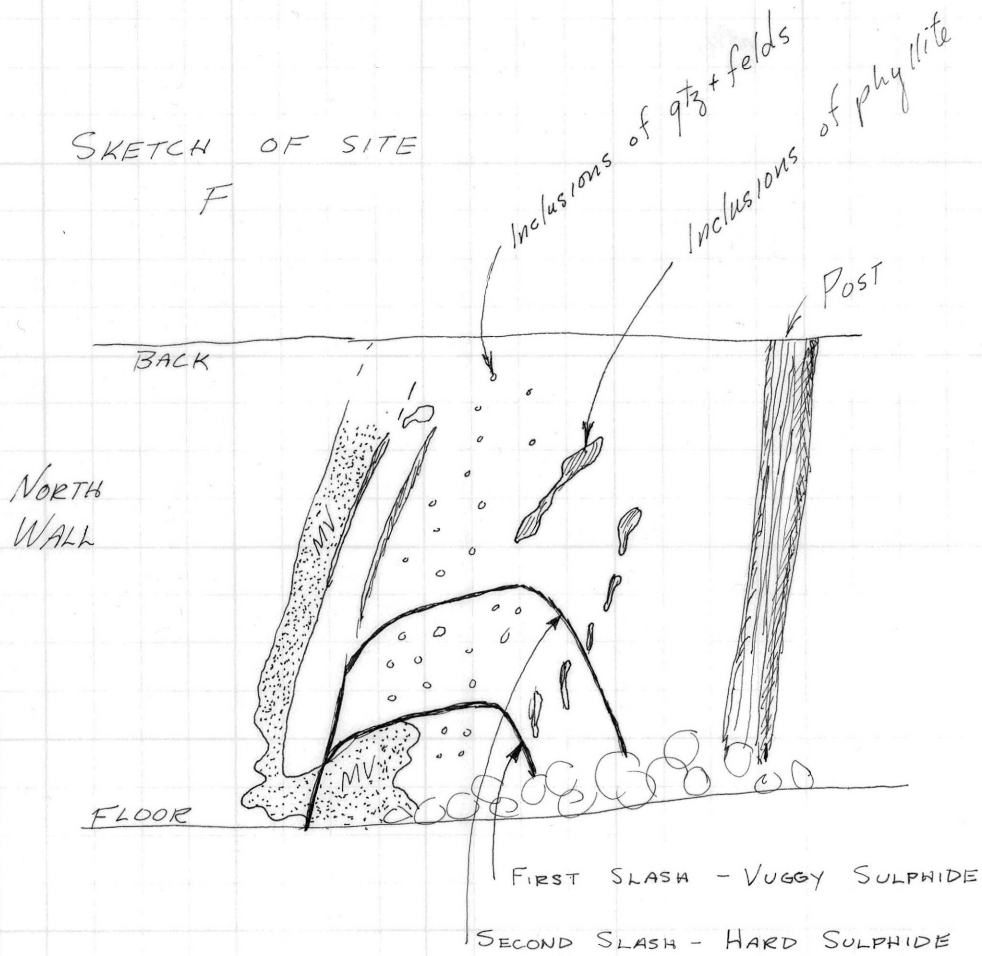 SKETCH OF SITE
F
Inclusions of qtz + felds
Inclusions of phyllite
POST
BACK
NORTH
WALL
MV
MV
FLOOR
FIRST SLASH - VUGGY SULPHIDE
SECOND SLASH - HARD SULPHIDE